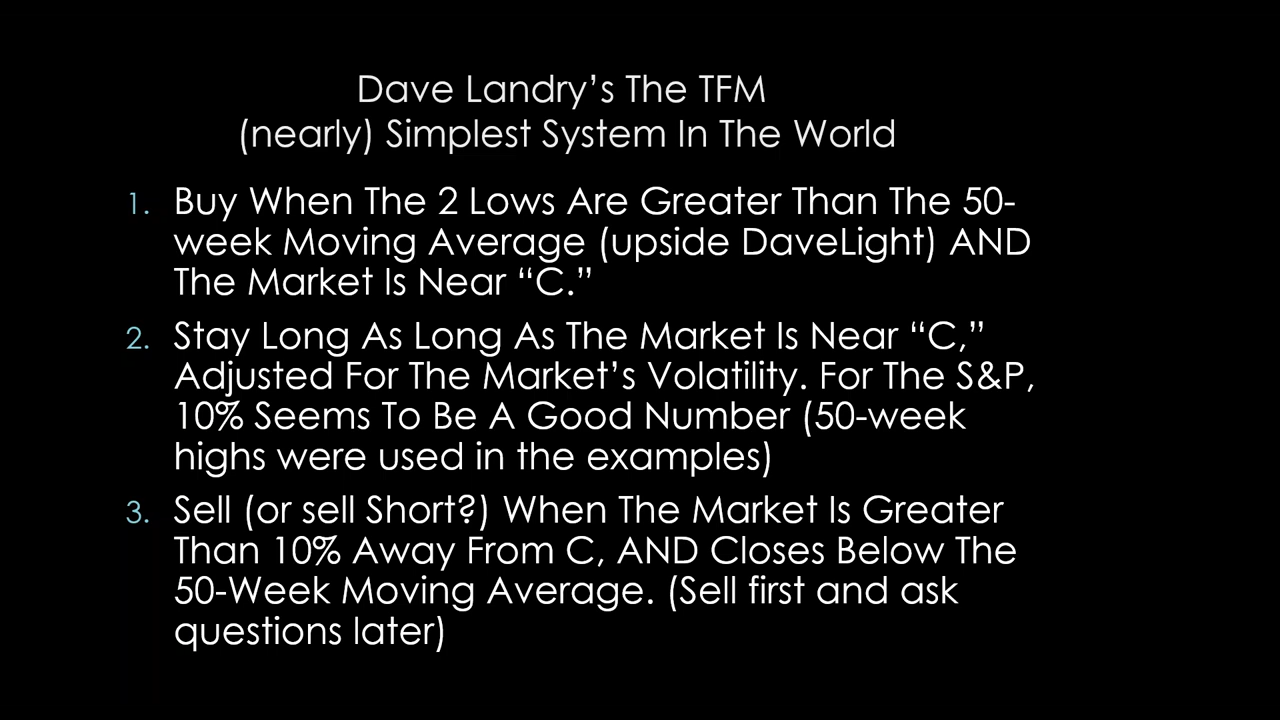 Dave Landry’s The TFM
(nearly) Simplest System In The World
1. Buy When The 2 Lows Are Greater Than The 50-
week Moving Average (upside DaveLight) AND
The Market Is Near “C.”
2. Stay Long As Long As The Market Is Near “C,”
Adjusted For The Market’s Volatility. For The S&P,
10% Seems To Be A Good Number (50-week
highs were used in the examples)
3. Sell (or sell Short?) When The Market Is Greater
Than 10% Away From C, AND Closes Below The
50-Week Moving Average. (Sell first and ask
questions later)